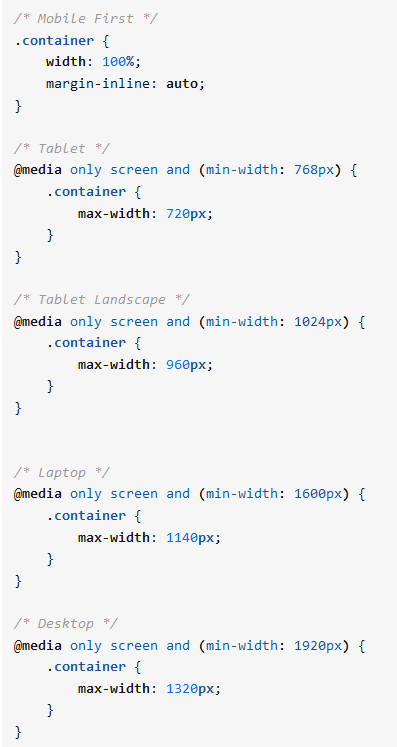 /* Mobile First */
.container {
    width: 100%;
    margin-inline: auto;
}

/* Tablet */
@media only screen and (min-width: 768px) {
    .container {
        max-width: 720px;
    }
}

/* Tablet Landscape */
@media only screen and (min-width: 1024px) {
    .container {
        max-width: 960px;
    }
}


/* Laptop */
@media only screen and (min-width: 1600px) {
    .container {
        max-width: 1140px;
    }
}

/* Desktop */
@media only screen and (min-width: 1920px) {
    .container {
        max-width: 1320px;
    }
}